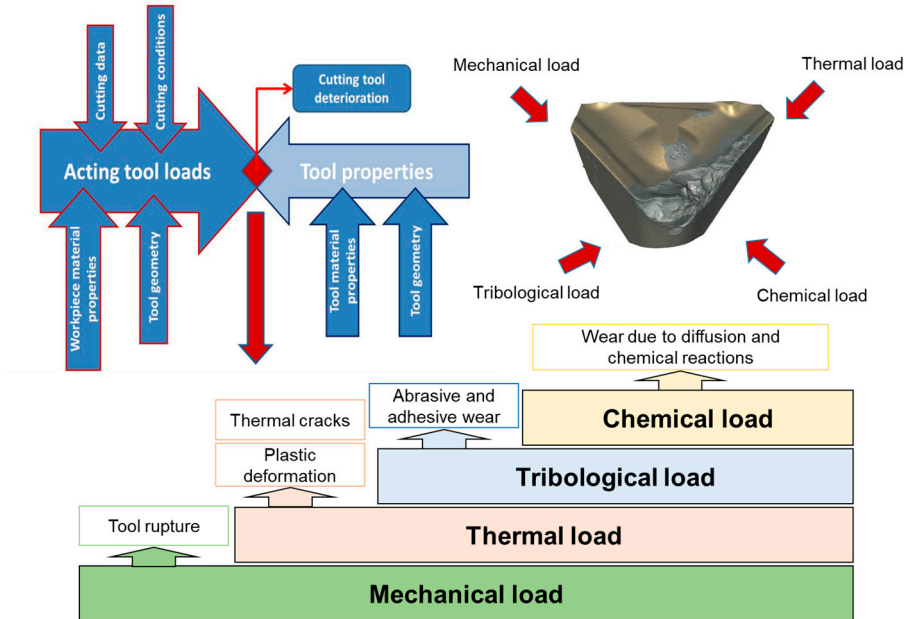 Cutting data
Cutting conditions
Cutting tool
deterioration
Acting tool loads
Tool properties
Workpiece material
properties
Tool geometry
Tool material
properties
Tool geometry
Mechanical load
Thermal load
Tribological load
Chemical load
Wear due to diffusion and
chemical reactions
Chemical load
Abrasive and
adhesive wear
Tribological load
Thermal cracks
Plastic
deformation
Thermal load
Tool rupture
Mechanical load